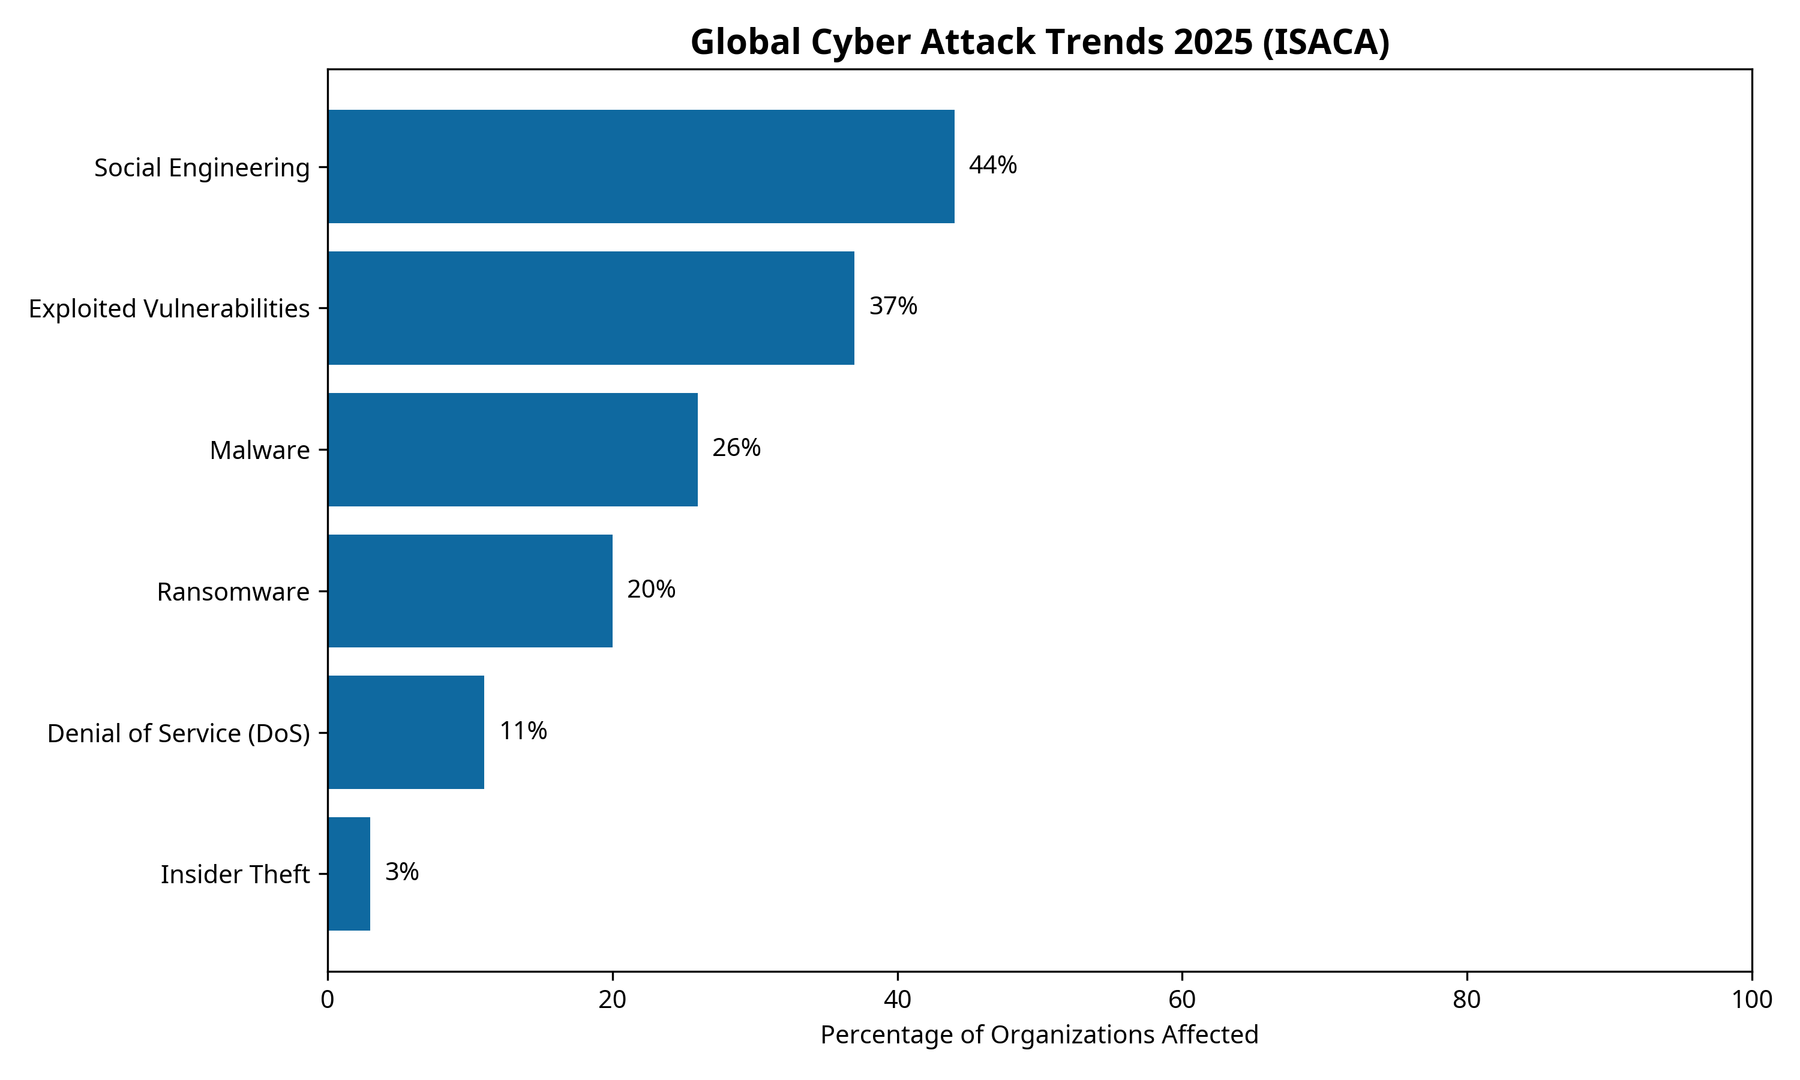 Global Cyber Attack Trends 2025 (ISACA)
Social Engineering 44%
Exploited Vulnerabilities 37%
Malware 26%
Ransomware 20%
Denial of Service (DoS) 11%
Insider Theft 3%
0 20 40 60 80 100
Percentage of Organizations Affected